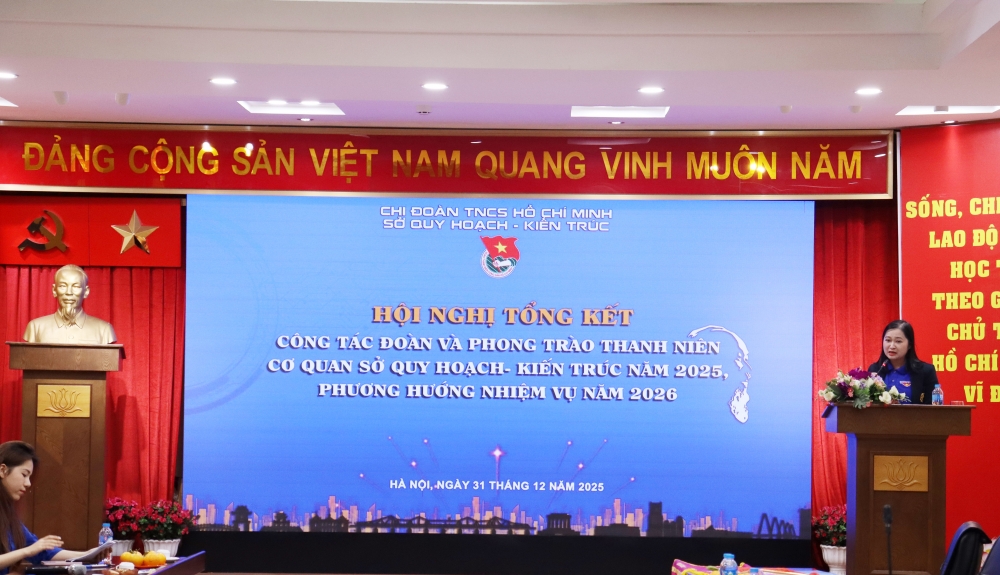 ĐẢNG CỘNG SẢN VIỆT NAM QUANG VINH MUÔN NĂM
CHI ĐOÀN TNCS HỒ CHÍ MINH
SỞ QUY HOẠCH - KIẾN TRÚC
HỘI NGHỊ TỔNG KẾT
CÔNG TÁC ĐOÀN VÀ PHONG TRÀO THANH NIÊN
CƠ QUAN SỞ QUY HOẠCH- KIẾN TRÚC NĂM 2025,
PHƯƠNG HƯỚNG NHIỆM VỤ NĂM 2026
HÀ NỘI, NGÀY 31 THÁNG 12 NĂM 2025
SỐNG,
LAO ĐỘ
HỌC
THEO
CHỦ
HỒ CHÍ
VĨ